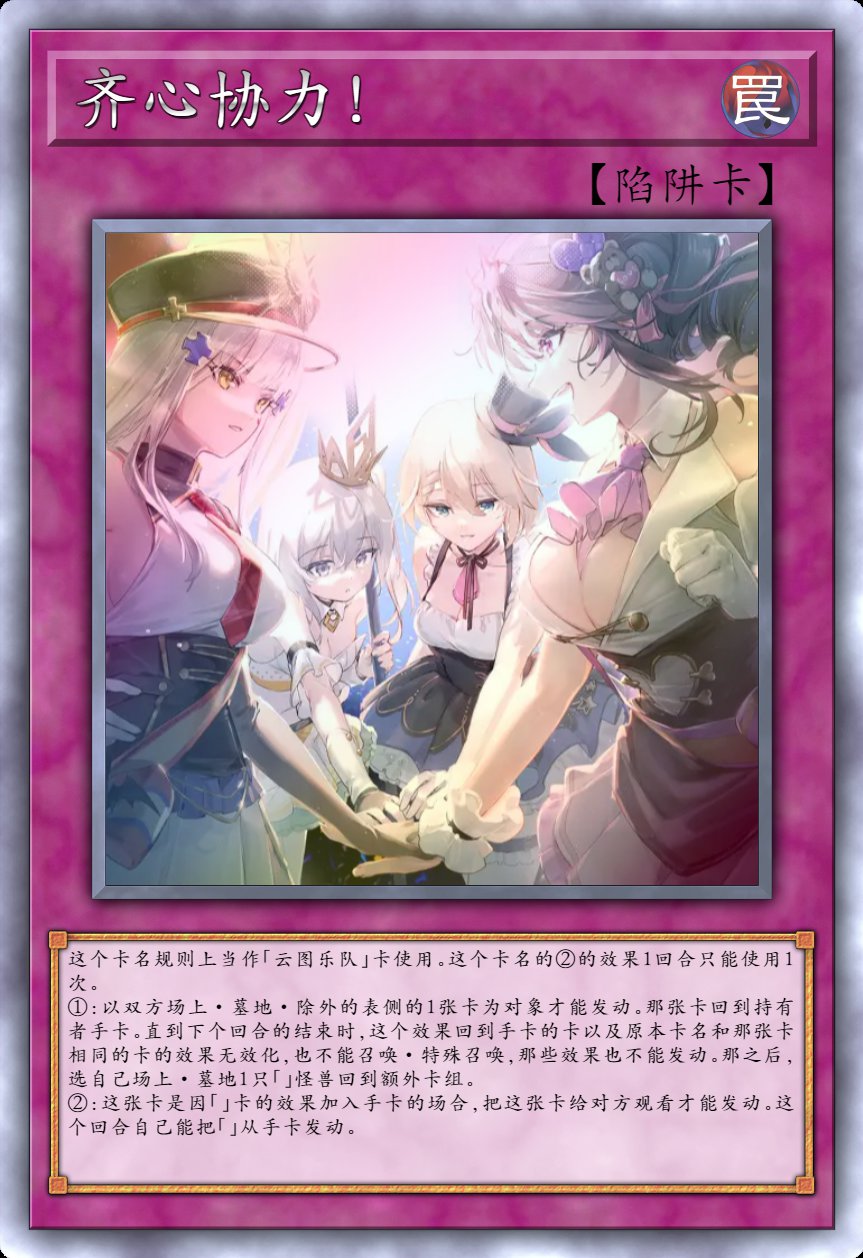 齐心协力!
罠
【陷阱卡】
这个卡名规则上当作「云图乐队」卡使用。这个卡名的②的效果1回合只能使用1
次。
①:以双方场上·墓地·除外的表侧的1张卡为对象才能发动。那张卡回到持有
者手卡。直到下个回合的结束时,这个效果回到手卡的卡以及原本卡名和那张卡
相同的卡的效果无效化,也不能召唤·特殊召唤,那些效果也不能发动。那之后,
选自己场上·墓地1只「」怪兽回到额外卡组。
②:这张卡是因「」卡的效果加入手卡的场合,把这张卡给对方观看才能发动。这
个回合自己能把「」从手卡发动。